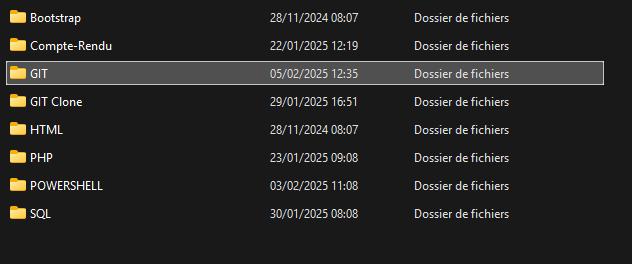 Bootstrap 28/11/2024 08:07 Dossier de fichiers
Compte-Rendu 22/01/2025 12:19 Dossier de fichiers
GIT 05/02/2025 12:35 Dossier de fichiers
GIT Clone 29/01/2025 16:51 Dossier de fichiers
HTML 28/11/2024 08:07 Dossier de fichiers
PHP 23/01/2025 09:08 Dossier de fichiers
POWERSHELL 03/02/2025 11:08 Dossier de fichiers
SQL 30/01/2025 08:08 Dossier de fichiers